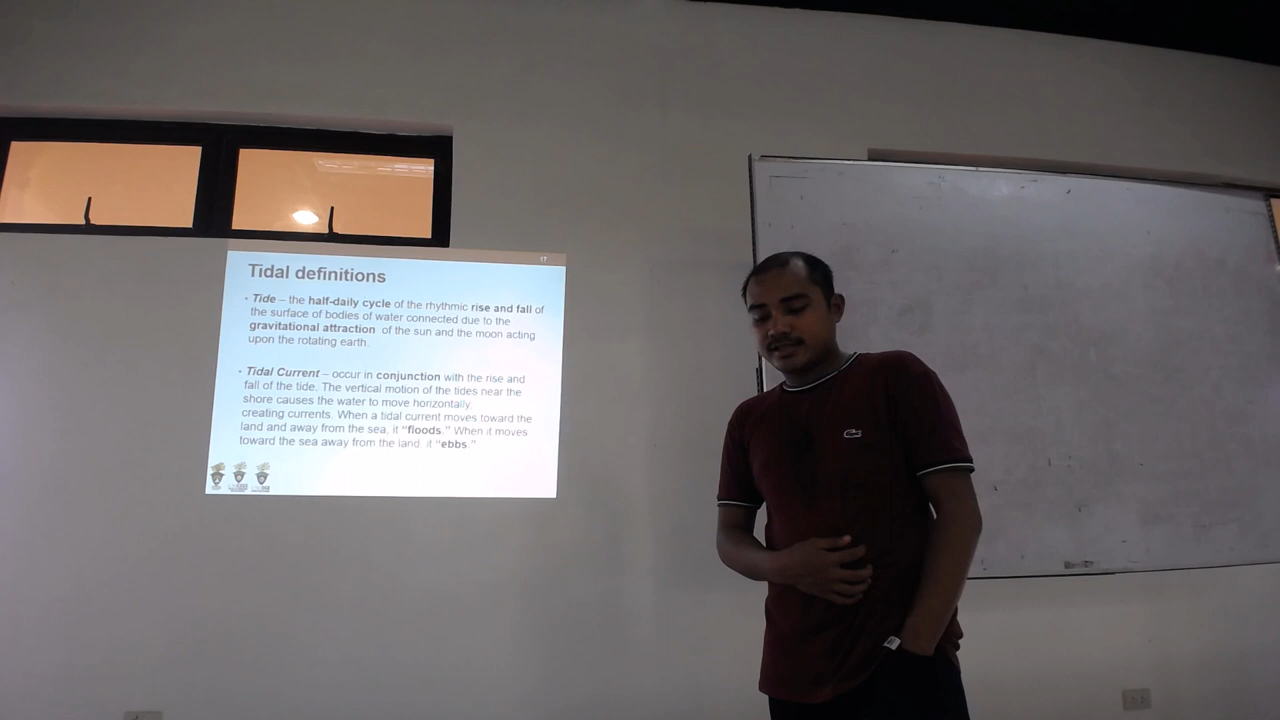 17
Tidal definitions
• Tide – the half-daily cycle of the rhythmic rise and fall of
the surface of bodies of water connected due to the
gravitational attraction of the sun and the moon acting
upon the rotating earth.
• Tidal Current – occur in conjunction with the rise and
fall of the tide. The vertical motion of the tides near the
shore causes the water to move horizontally,
creating currents. When a tidal current moves toward the
land and away from the sea, it “floods.” When it moves
toward the sea away from the land, it “ebbs.”